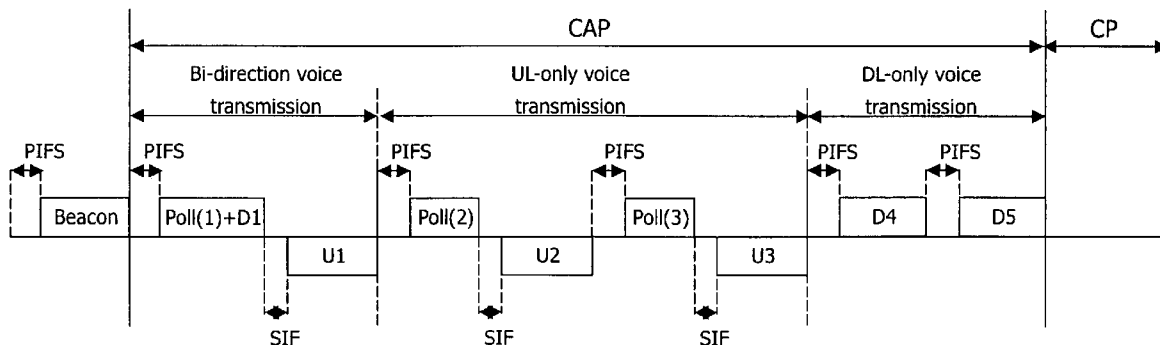 CAP
CP
Bi-direction voice
transmission
UL-only voice
transmission
DL-only voice
transmission
PIFS
PIFS
PIFS
PIFS
PIFS
PIFS
Beacon
Poll(1)+D1
Poll(2)
Poll(3)
D4
D5
U1
U2
U3
SIF
SIF
SIF